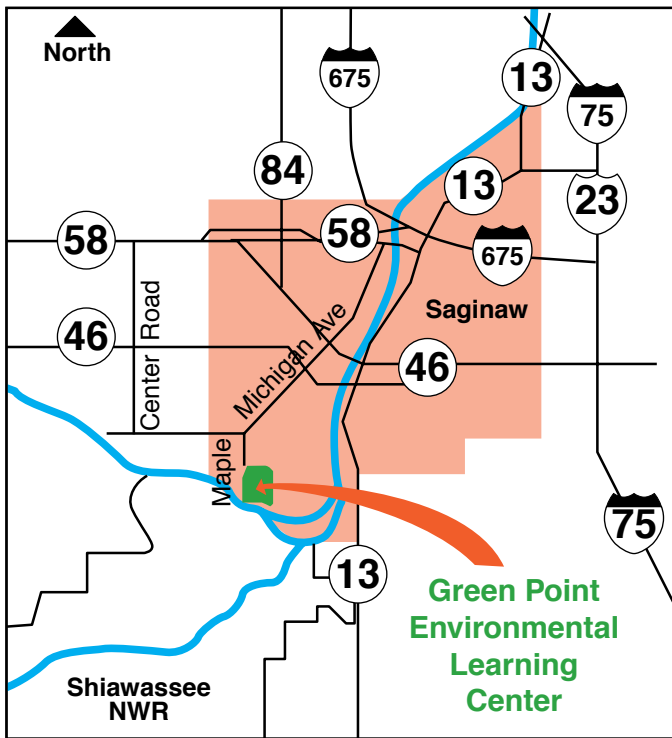 North
675
13
75
84
13
23
58
58
675
Center Road
Saginaw
46
Michigan Ave
46
Maple
75
13
Green Point
Environmental
Learning
Center
Shiawassee
NWR